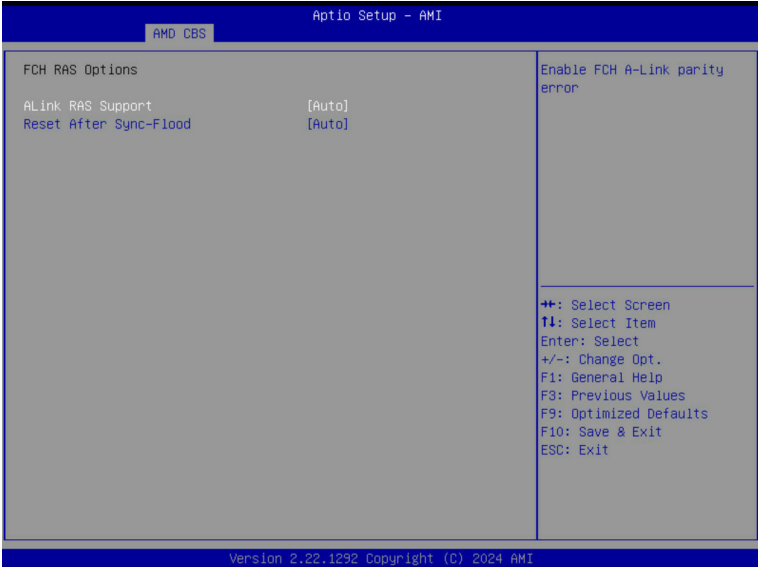 Aptio Setup – AMI
AMD CBS
FCH RAS Options
ALink RAS Support [Auto]
Reset After Sync-Flood [Auto]
Enable FCH A-Link parity
error
→←: Select Screen
↑↓: Select Item
Enter: Select
+/-: Change Opt.
F1: General Help
F3: Previous Values
F9: Optimized Defaults
F10: Save & Exit
ESC: Exit
Version 2.22.1292 Copyright (C) 2024 AMI